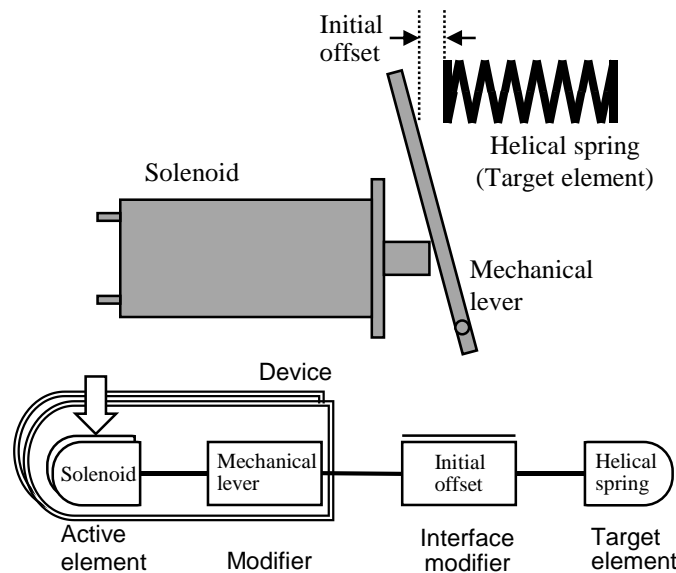 Initial
offset
Helical spring
(Target element)
Solenoid
Mechanical
lever
Device
Solenoid
Mechanical
lever
Initial
offset
Helical
spring
Active
element
Modifier
Interface
modifier
Target
element